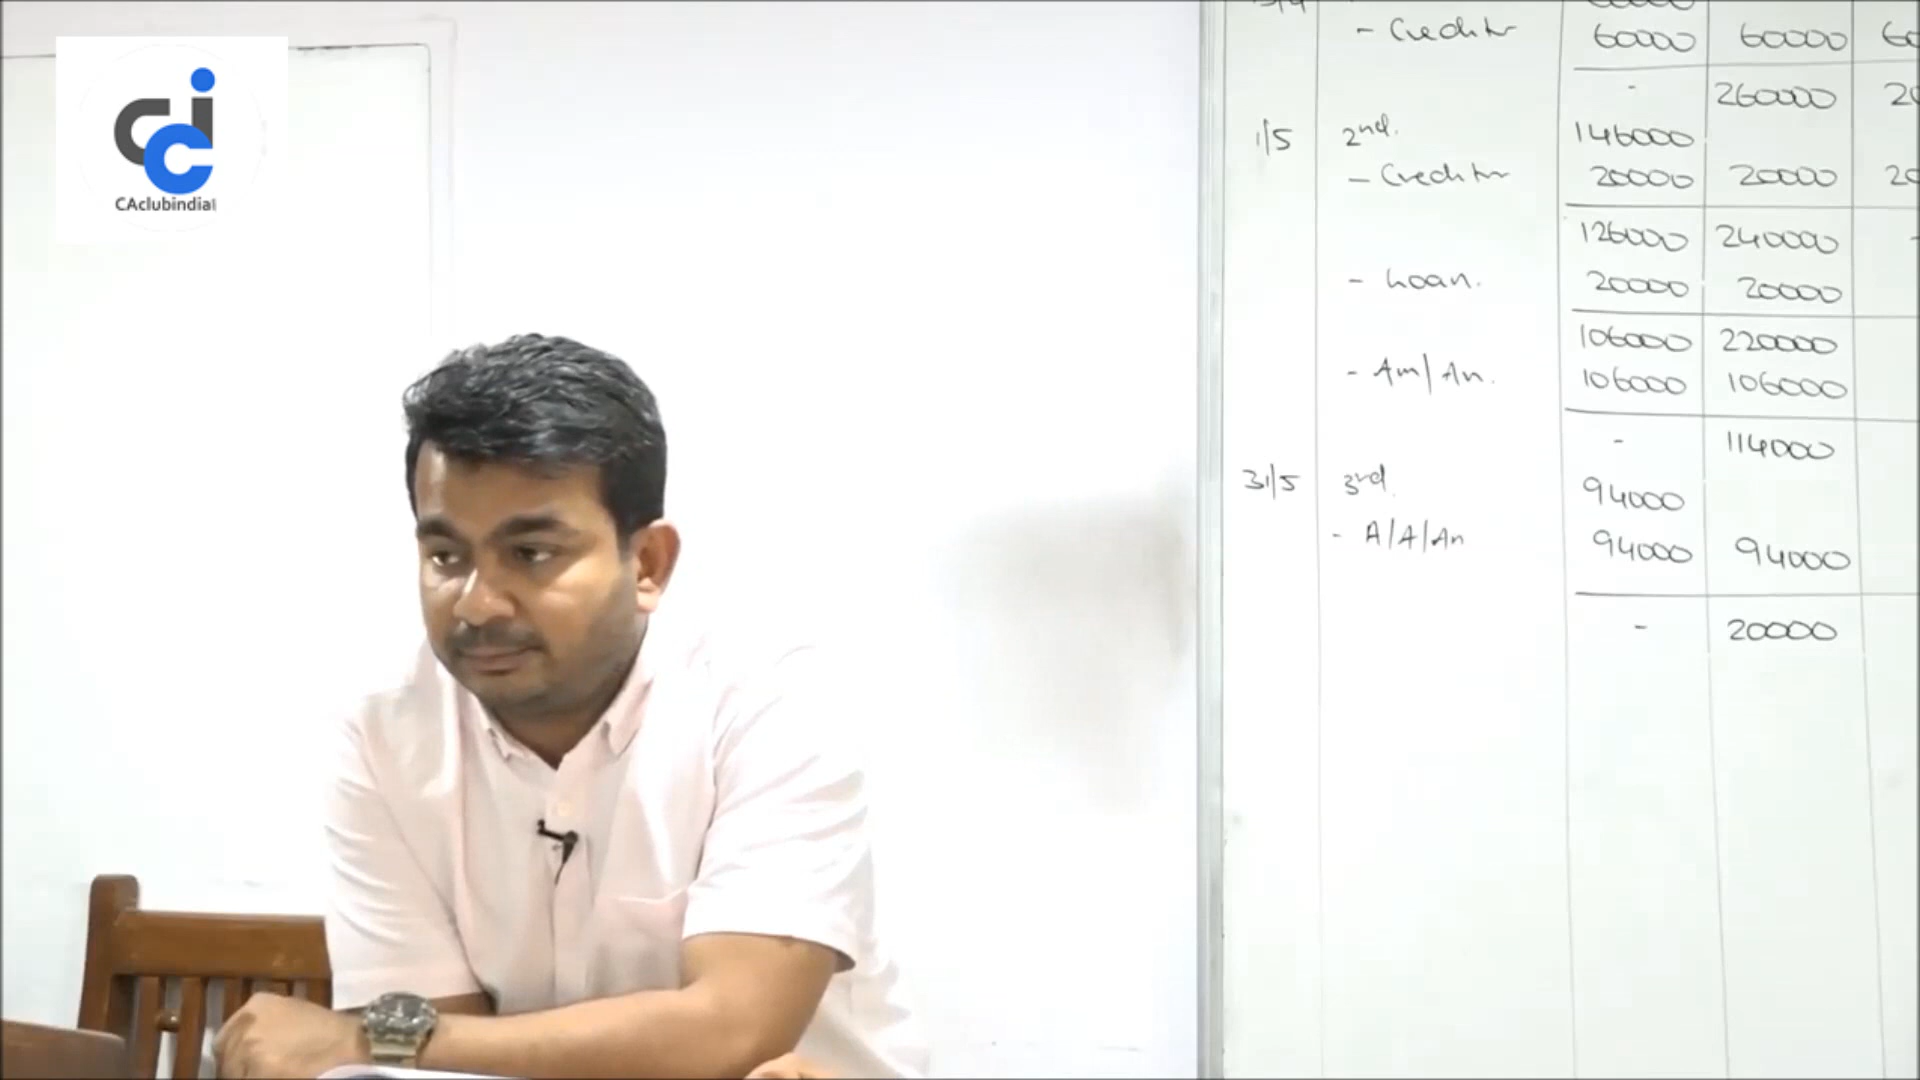 CAclubindia
- Creditor 60000 60000
- 260000
1/5 2nd. 146000
- Creditor 20000 20000
126000 240000
- Loan. 20000 20000
106000 220000
- Am/An. 106000 106000
- 114000
31/5 3rd. 94000
- A/A/An 94000 94000
- 20000